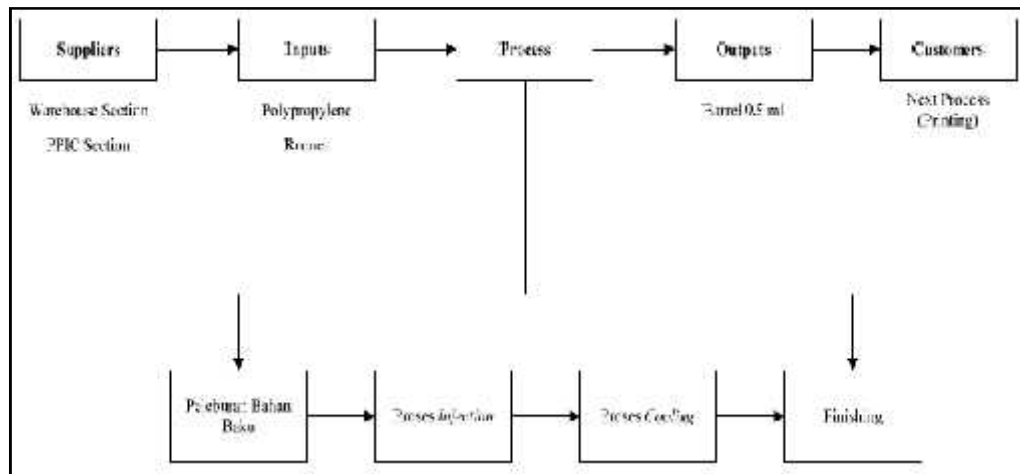 Suppliers
Inputs
Process
Outputs
Customers
Warehouse Section
PPIC Section
Polypropylene
Barrel 0.5 ml
Next Process
(Printing)
Peleburan Bahan
Baku
Proses Injection
Proses Cooling
Finishing